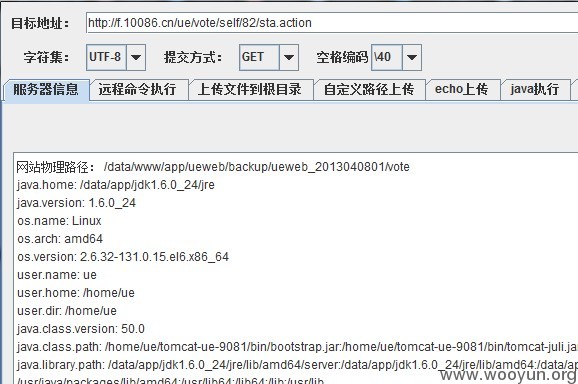 目标地址： http://f.10086.cn/ue/vote/self/82/sta.action
字符集： UTF-8 提交方式： GET 空格编码 \40
服务器信息 远程命令执行 上传文件到根目录 自定义路径上传 echo上传 java执行
网站物理路径： /data/www/app/ueweb/backup/ueweb_2013040801/vote
java.home: /data/app/jdk1.6.0_24/jre
java.version: 1.6.0_24
os.name: Linux
os.arch: amd64
os.version: 2.6.32-131.0.15.el6.x86_64
user.name: ue
user.home: /home/ue
user.dir: /home/ue
java.class.version: 50.0
java.class.path: /home/ue/tomcat-ue-9081/bin/bootstrap.jar:/home/ue/tomcat-ue-9081/bin/tomcat-juli.jar
java.library.path: /data/app/jdk1.6.0_24/jre/lib/amd64/server:/data/app/jdk1.6.0_24/jre/lib/amd64:/data/
/usr/java/packages/lib/amd64:/usr/lib64:/lib64:/lib:/usr/lib
www.wooyun.org